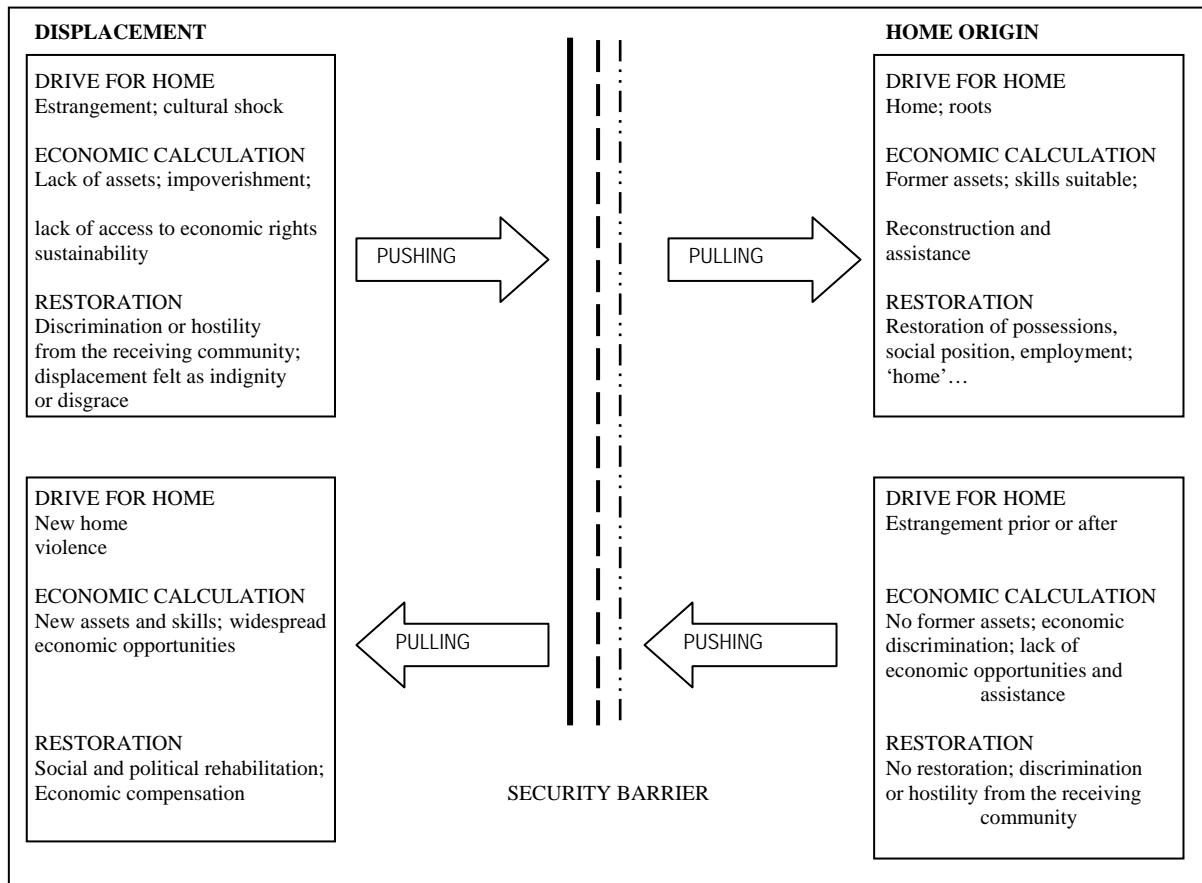 DISPLACEMENT
DRIVE FOR HOME
Estrangement; cultural shock
ECONOMIC CALCULATION
Lack of assets; impoverishment;
lack of access to economic rights
sustainability
RESTORATION
Discrimination or hostility
from the receiving community;
displacement felt as indignity
or disgrace
PUSHING
PULLING
HOME ORIGIN
DRIVE FOR HOME
Home; roots
ECONOMIC CALCULATION
Former assets; skills suitable;
Reconstruction and
assistance
RESTORATION
Restoration of possessions,
social position, employment;
‘home’…
DRIVE FOR HOME
New home
violence
ECONOMIC CALCULATION
New assets and skills; widespread
economic opportunities
RESTORATION
Social and political rehabilitation;
Economic compensation
PULLING
PUSHING
SECURITY BARRIER
DRIVE FOR HOME
Estrangement prior or after
ECONOMIC CALCULATION
No former assets; economic
discrimination; lack of
economic opportunities and
assistance
RESTORATION
No restoration; discrimination
or hostility from the receiving
community